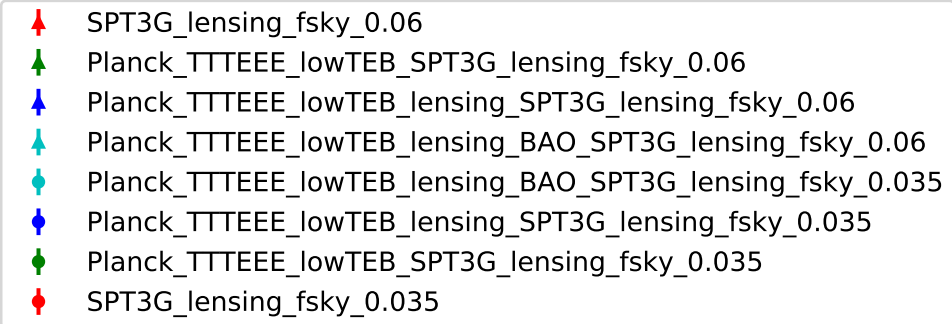 SPT3G_lensing_fsky_0.06
Planck_TTTEEE_lowTEB_SPT3G_lensing_fsky_0.06
Planck_TTTEEE_lowTEB_lensing_SPT3G_lensing_fsky_0.06
Planck_TTTEEE_lowTEB_lensing_BAO_SPT3G_lensing_fsky_0.06
Planck_TTTEEE_lowTEB_lensing_BAO_SPT3G_lensing_fsky_0.035
Planck_TTTEEE_lowTEB_lensing_SPT3G_lensing_fsky_0.035
Planck_TTTEEE_lowTEB_SPT3G_lensing_fsky_0.035
SPT3G_lensing_fsky_0.035